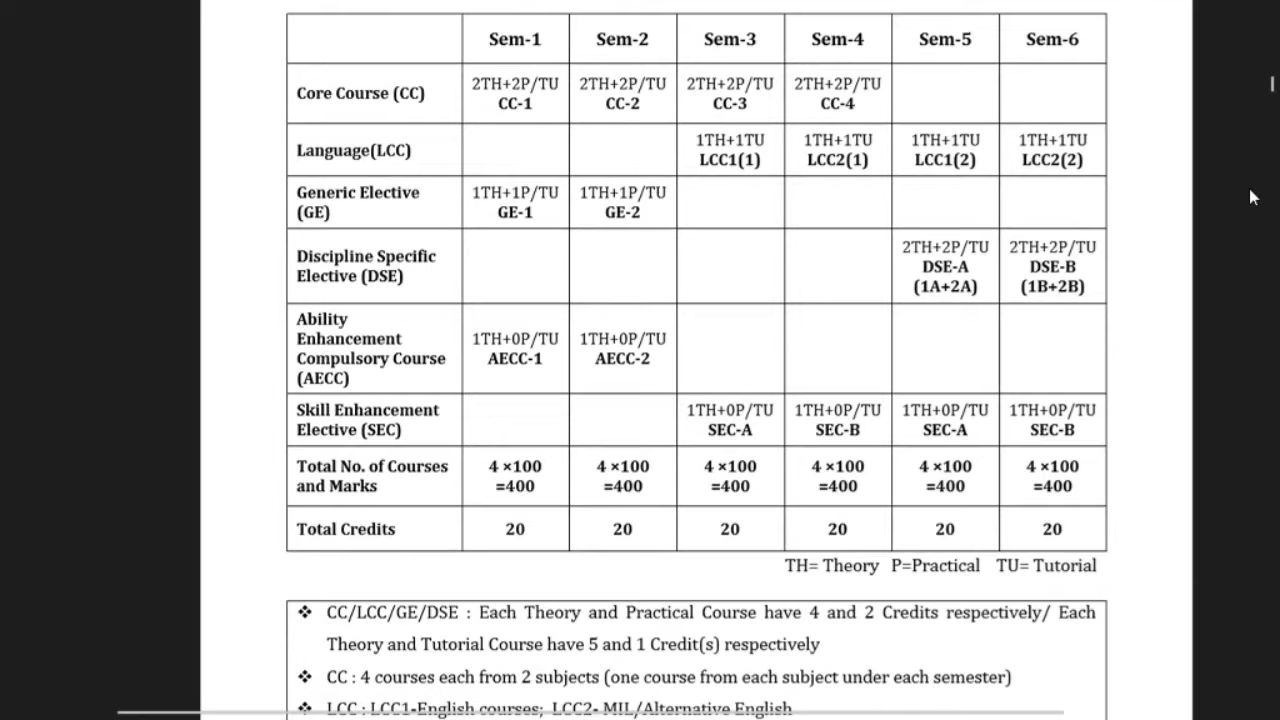 Sem-1 Sem-2 Sem-3 Sem-4 Sem-5 Sem-6
Core Course (CC) 2TH+2P/TU 2TH+2P/TU 2TH+2P/TU 2TH+2P/TU
CC-1 CC-2 CC-3 CC-4
Language(LCC) 1TH+1TU 1TH+1TU 1TH+1TU 1TH+1TU
LCC1(1) LCC2(1) LCC1(2) LCC2(2)
Generic Elective 1TH+1P/TU 1TH+1P/TU
(GE) GE-1 GE-2
Discipline Specific 2TH+2P/TU 2TH+2P/TU
Elective (DSE) DSE-A DSE-B
(1A+2A) (1B+2B)
Ability
Enhancement 1TH+0P/TU 1TH+0P/TU
Compulsory Course AECC-1 AECC-2
(AECC)
Skill Enhancement 1TH+0P/TU 1TH+0P/TU 1TH+0P/TU 1TH+0P/TU
Elective (SEC) SEC-A SEC-B SEC-A SEC-B
Total No. of Courses 4 ×100 4 ×100 4 ×100 4 ×100 4 ×100 4 ×100
and Marks =400 =400 =400 =400 =400 =400
Total Credits 20 20 20 20 20 20
TH= Theory P=Practical TU= Tutorial
❖ CC/LCC/GE/DSE : Each Theory and Practical Course have 4 and 2 Credits respectively/ Each
Theory and Tutorial Course have 5 and 1 Credit(s) respectively
❖ CC : 4 courses each from 2 subjects (one course from each subject under each semester)
❖ LCC : LCC1-English courses; LCC2- MIL/Alternative English